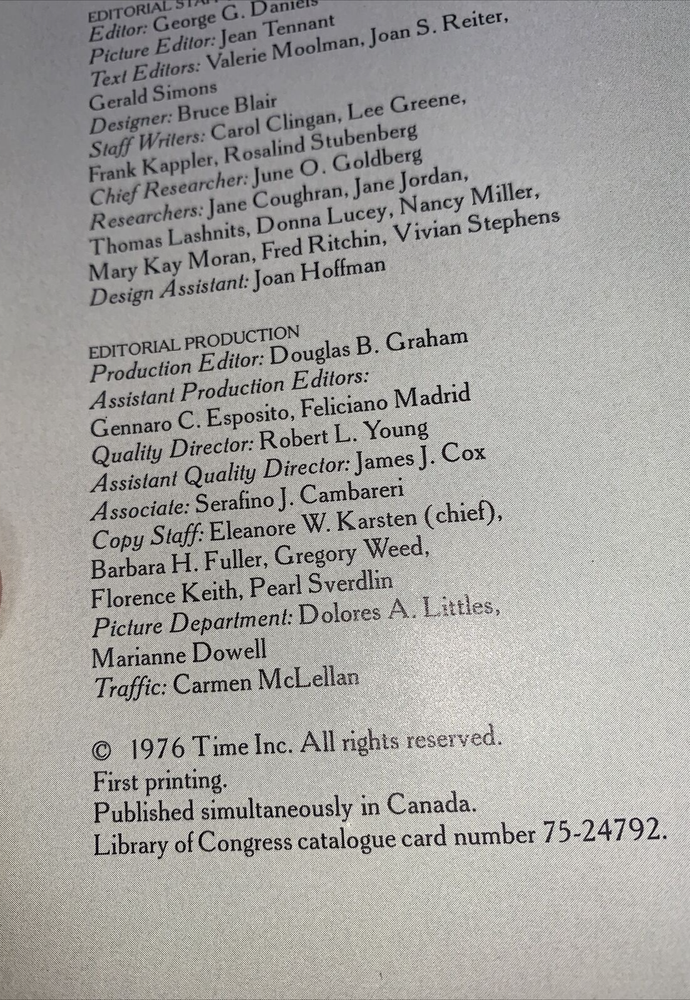 EDITORIAL
Editor: George G. Daniels
Picture Editor: Jean Tennant
Text Editors: Valerie Moolman, Joan S. Reiter,
Gerald Simons
Designer: Bruce Blair
Staff Writers: Carol Clingan, Lee Greene,
Frank Kappler, Rosalind Stubenberg
Chief Researcher: June O. Goldberg
Researchers: Jane Coughran, Jane Jordan,
Thomas Lashnits, Donna Lucey, Nancy Miller,
Mary Kay Moran, Fred Ritchin, Vivian Stephens
Design Assistant: Joan Hoffman
EDITORIAL PRODUCTION
Production Editor: Douglas B. Graham
Assistant Production Editors:
Gennaro C. Esposito, Feliciano Madrid
Quality Director: Robert L. Young
Assistant Quality Director: James J. Cox
Associate: Serafino J. Cambareri
Copy Staff: Eleanore W. Karsten (chief),
Barbara H. Fuller, Gregory Weed,
Florence Keith, Pearl Sverdlin
Picture Department: Dolores A. Littles,
Marianne Dowell
Traffic: Carmen McLellan
© 1976 Time Inc. All rights reserved.
First printing.
Published simultaneously in Canada.
Library of Congress catalogue card number 75-24792.